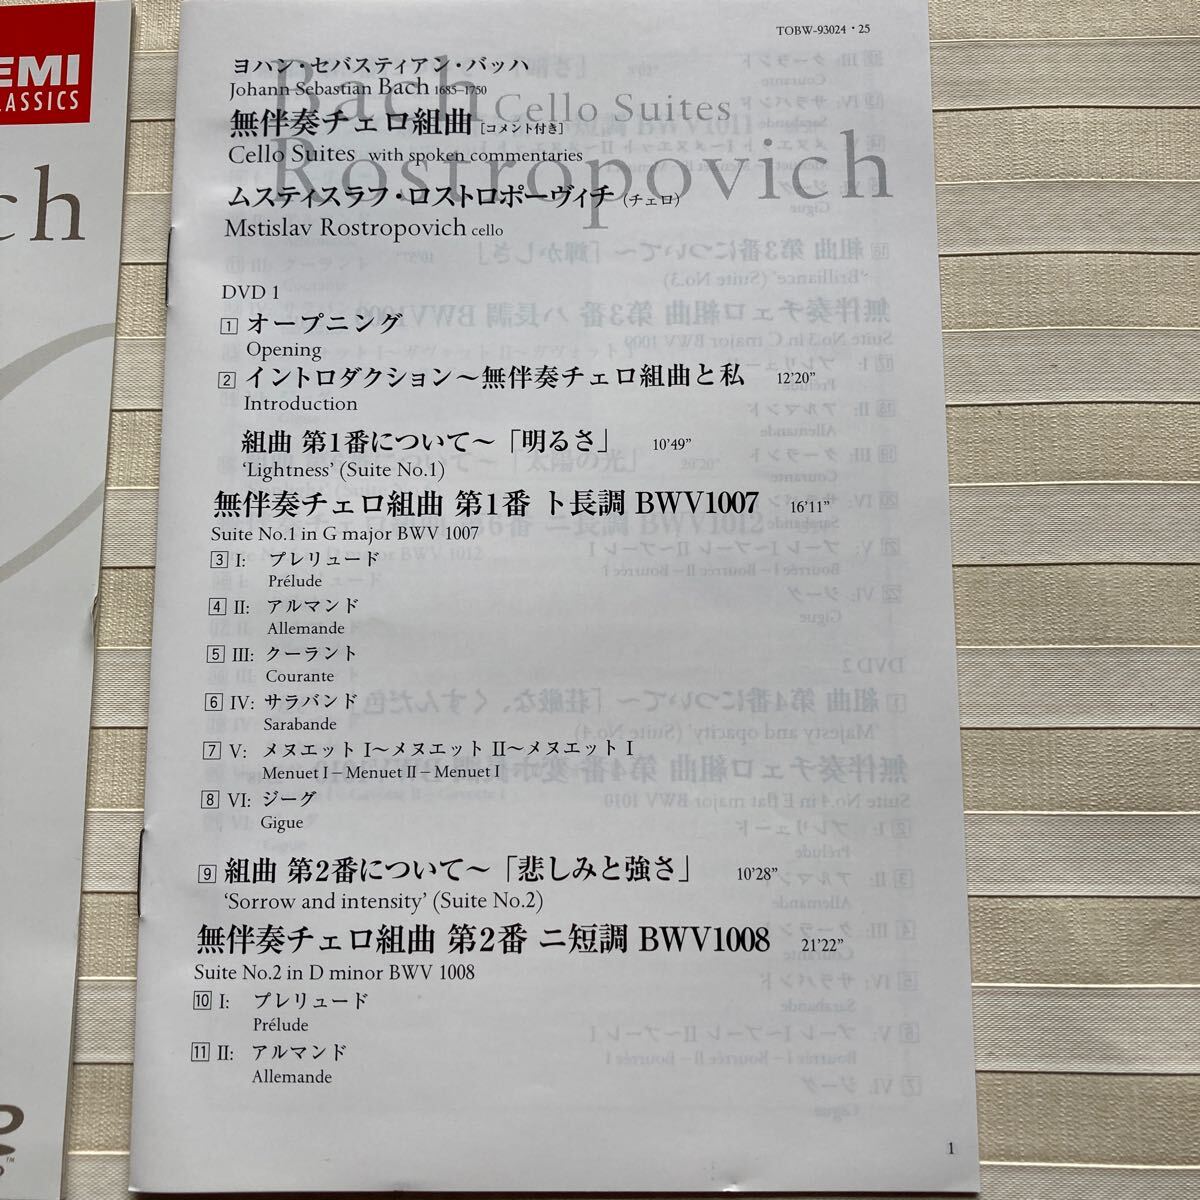 EMI
CLASSICS
ch
TOBW-93024・25
Bach Cello Suites
Rostropovich
ヨハン・セバスティアン・バッハ
Johann Sebastian Bach 1685–1750
無伴奏チェロ組曲 [コメント付き]
Cello Suites with spoken commentaries
ムスティスラフ・ロストロポーヴィチ (チェロ)
Mstislav Rostropovich cello
DVD 1
1 オープニング
Opening
2 イントロダクション〜無伴奏チェロ組曲と私 12’20”
Introduction
組曲 第1番について〜「明るさ」 10’49”
‘Lightness’ (Suite No.1)
無伴奏チェロ組曲 第1番 ト長調 BWV1007 16’11”
Suite No.1 in G major BWV 1007
3 I: プレリュード
Prélude
4 II: アルマンド
Allemande
5 III: クーラント
Courante
6 IV: サラバンド
Sarabande
7 V: メヌエット I〜メヌエット II〜メヌエット I
Menuet I – Menuet II – Menuet I
8 VI: ジーグ
Gigue
9 組曲 第2番について〜「悲しみと強さ」 10’28”
‘Sorrow and intensity’ (Suite No.2)
無伴奏チェロ組曲 第2番 ニ短調 BWV1008 21’22”
Suite No.2 in D minor BWV 1008
10 I: プレリュード
Prélude
11 II: アルマンド
Allemande
1